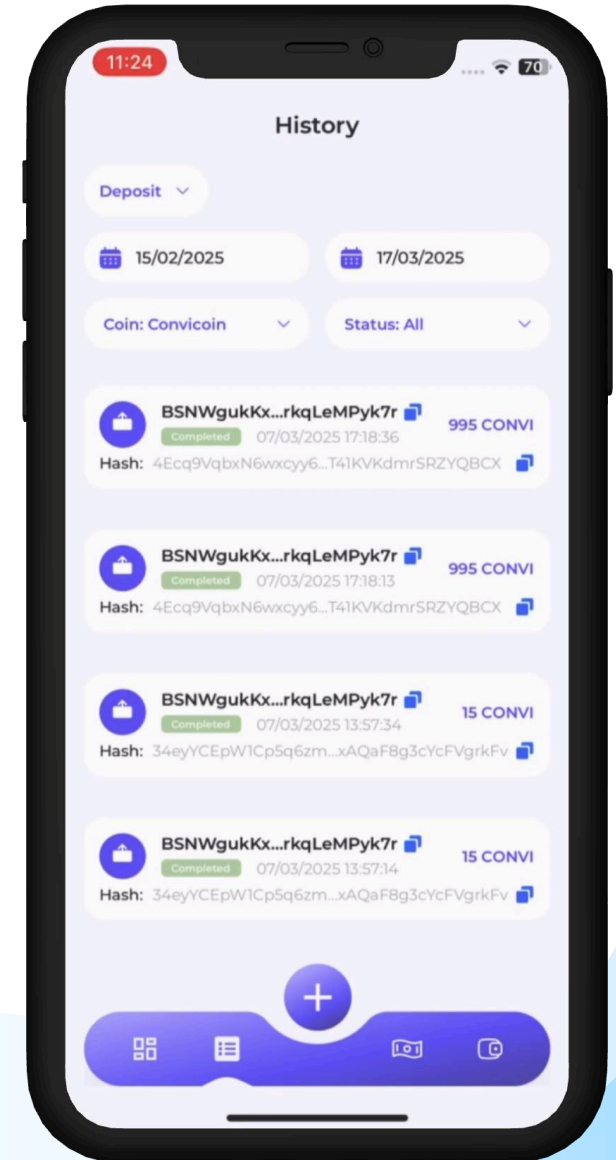 11:24
70
History
Deposit
15/02/2025
17/03/2025
Coin: Convicoin
Status: All
BSNWgukKx...rkqLeMPyk7r
995 CONVI
Completed 07/03/2025 17:18:36
Hash: 4Ecq9VqbxN6wxcyy6...T41KVKdmrSRZYQBCX
BSNWgukKx...rkqLeMPyk7r
995 CONVI
Completed 07/03/2025 17:18:13
Hash: 4Ecq9VqbxN6wxcyy6...T41KVKdmrSRZYQBCX
BSNWgukKx...rkqLeMPyk7r
15 CONVI
Completed 07/03/2025 13:57:34
Hash: 34eyYCEpW1Cp5q6zm...xAQaF8g3cYcFVgrkFv
BSNWgukKx...rkqLeMPyk7r
15 CONVI
Completed 07/03/2025 13:57:14
Hash: 34eyYCEpW1Cp5q6zm...xAQaF8g3cYcFVgrkFv